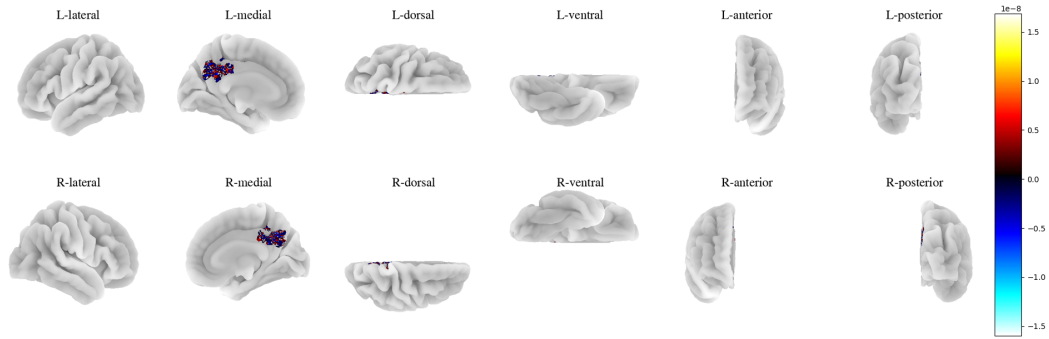 L-lateral
L-medial
L-dorsal
L-ventral
L-anterior
L-posterior
1e−8
1.5
1.0
0.5
0.0
−0.5
−1.0
−1.5
R-lateral
R-medial
R-dorsal
R-ventral
R-anterior
R-posterior